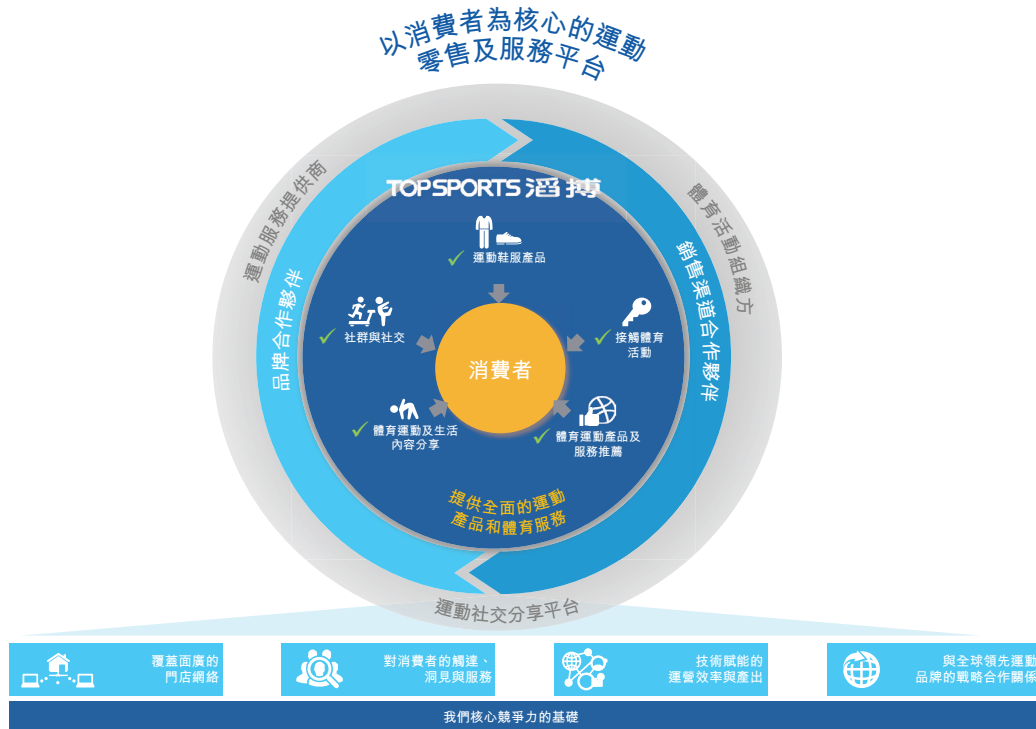 以消費者為核心的運動
零售及服務平台
運動服務提供商
體育活動組織方
品牌合作夥伴
銷售渠道合作夥伴
TOPSPORTS 滔搏
運動鞋服產品
社群與社交
接觸體育
活動
消費者
體育運動及生活
內容分享
體育運動產品及
服務推薦
提供全面的運動
產品和體育服務
運動社交分享平台
覆蓋面廣的
門店網絡
對消費者的觸達、
洞見與服務
技術賦能的
運營效率與產出
與全球領先運動
品牌的戰略合作關係
我們核心競爭力的基礎